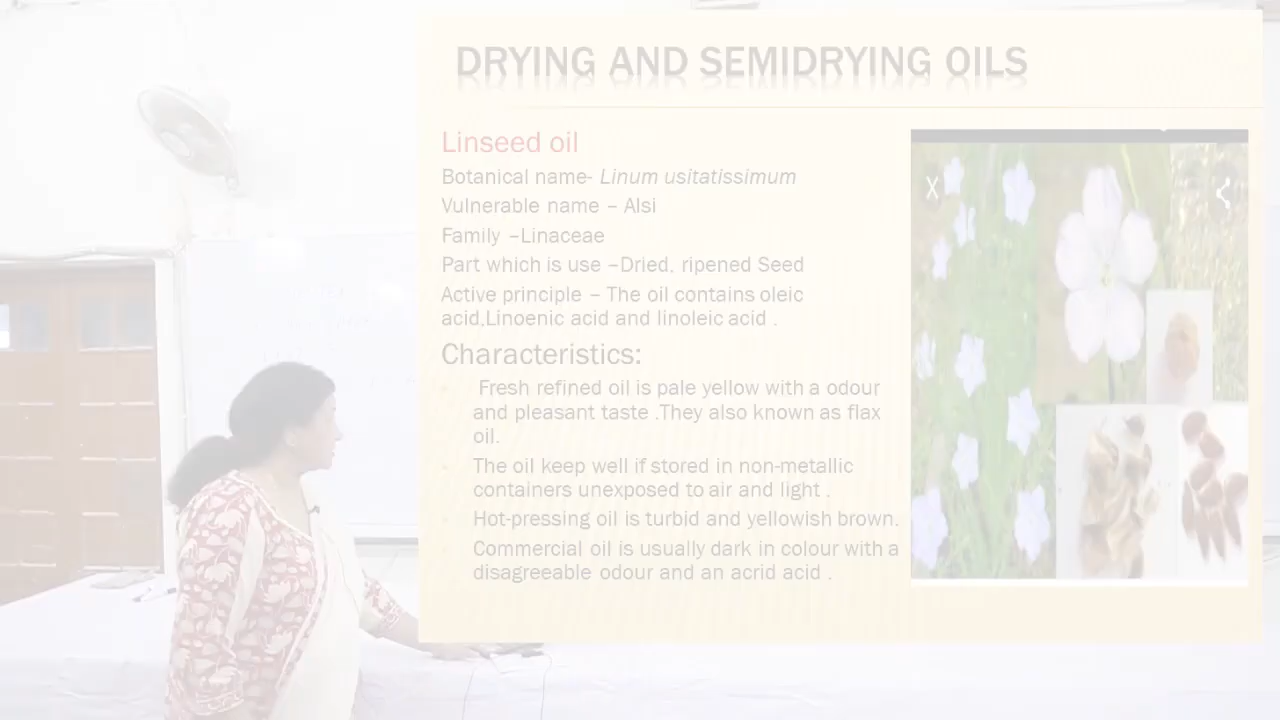 DRYING AND SEMIDRYING OILS
Linseed oil
Botanical name- Linum usitatissimum
Vulnerable name – Alsi
Family –Linaceae
Part which is use –Dried, ripened Seed
Active principle – The oil contains oleic
acid,Linoenic acid and linoleic acid .
Characteristics:
Fresh refined oil is pale yellow with a odour
and pleasant taste .They also known as flax
oil.
The oil keep well if stored in non-metallic
containers unexposed to air and light .
Hot-pressing oil is turbid and yellowish brown.
Commercial oil is usually dark in colour with a
disagreeable odour and an acrid acid .